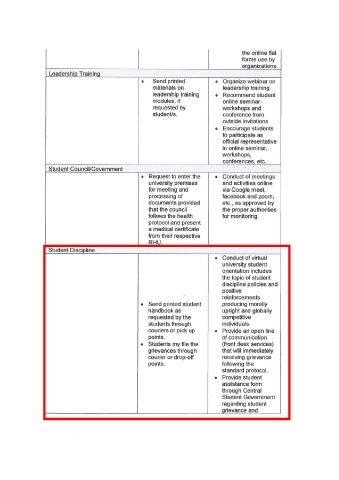 the online flat
forms use by
organizations.
Leadership Training
• Send printed
materials on
leadership training
modules, if
requested by
student/s.
• Organize webinar on
leadership training.
• Recommend student
online seminar-
workshops and
conference from
outside invitations
• Encourage students
to participate as
official representative
in online seminar,
workshops,
conferences, etc.
Student Council/Government
• Request to enter the
university premises
for meeting and
processing of
documents provided
that the council
follows the health
protocol and present
a medical certificate
from their respective
RHU.
• Conduct of meetings
and activities online
via Google meet,
facebook and zoom,
etc., as approved by
the proper authorities
for monitoring.
Student Discipline
• Send printed student
handbook as
requested by the
students through
couriers or pick up
points.
• Students my file the
grievances through
courier or drop-off
points.
• Conduct of virtual
university student
orientation includes
the topic of student
discipline policies and
positive
reinforcements
producing morally
upright and globally
competitive
individuals.
• Provide an open line
of communication
(front desk services)
that will immediately
receiving grievance
following the
standard protocol.
• Provide student
assistance form
through Central
Student Government
regarding student
grievance and